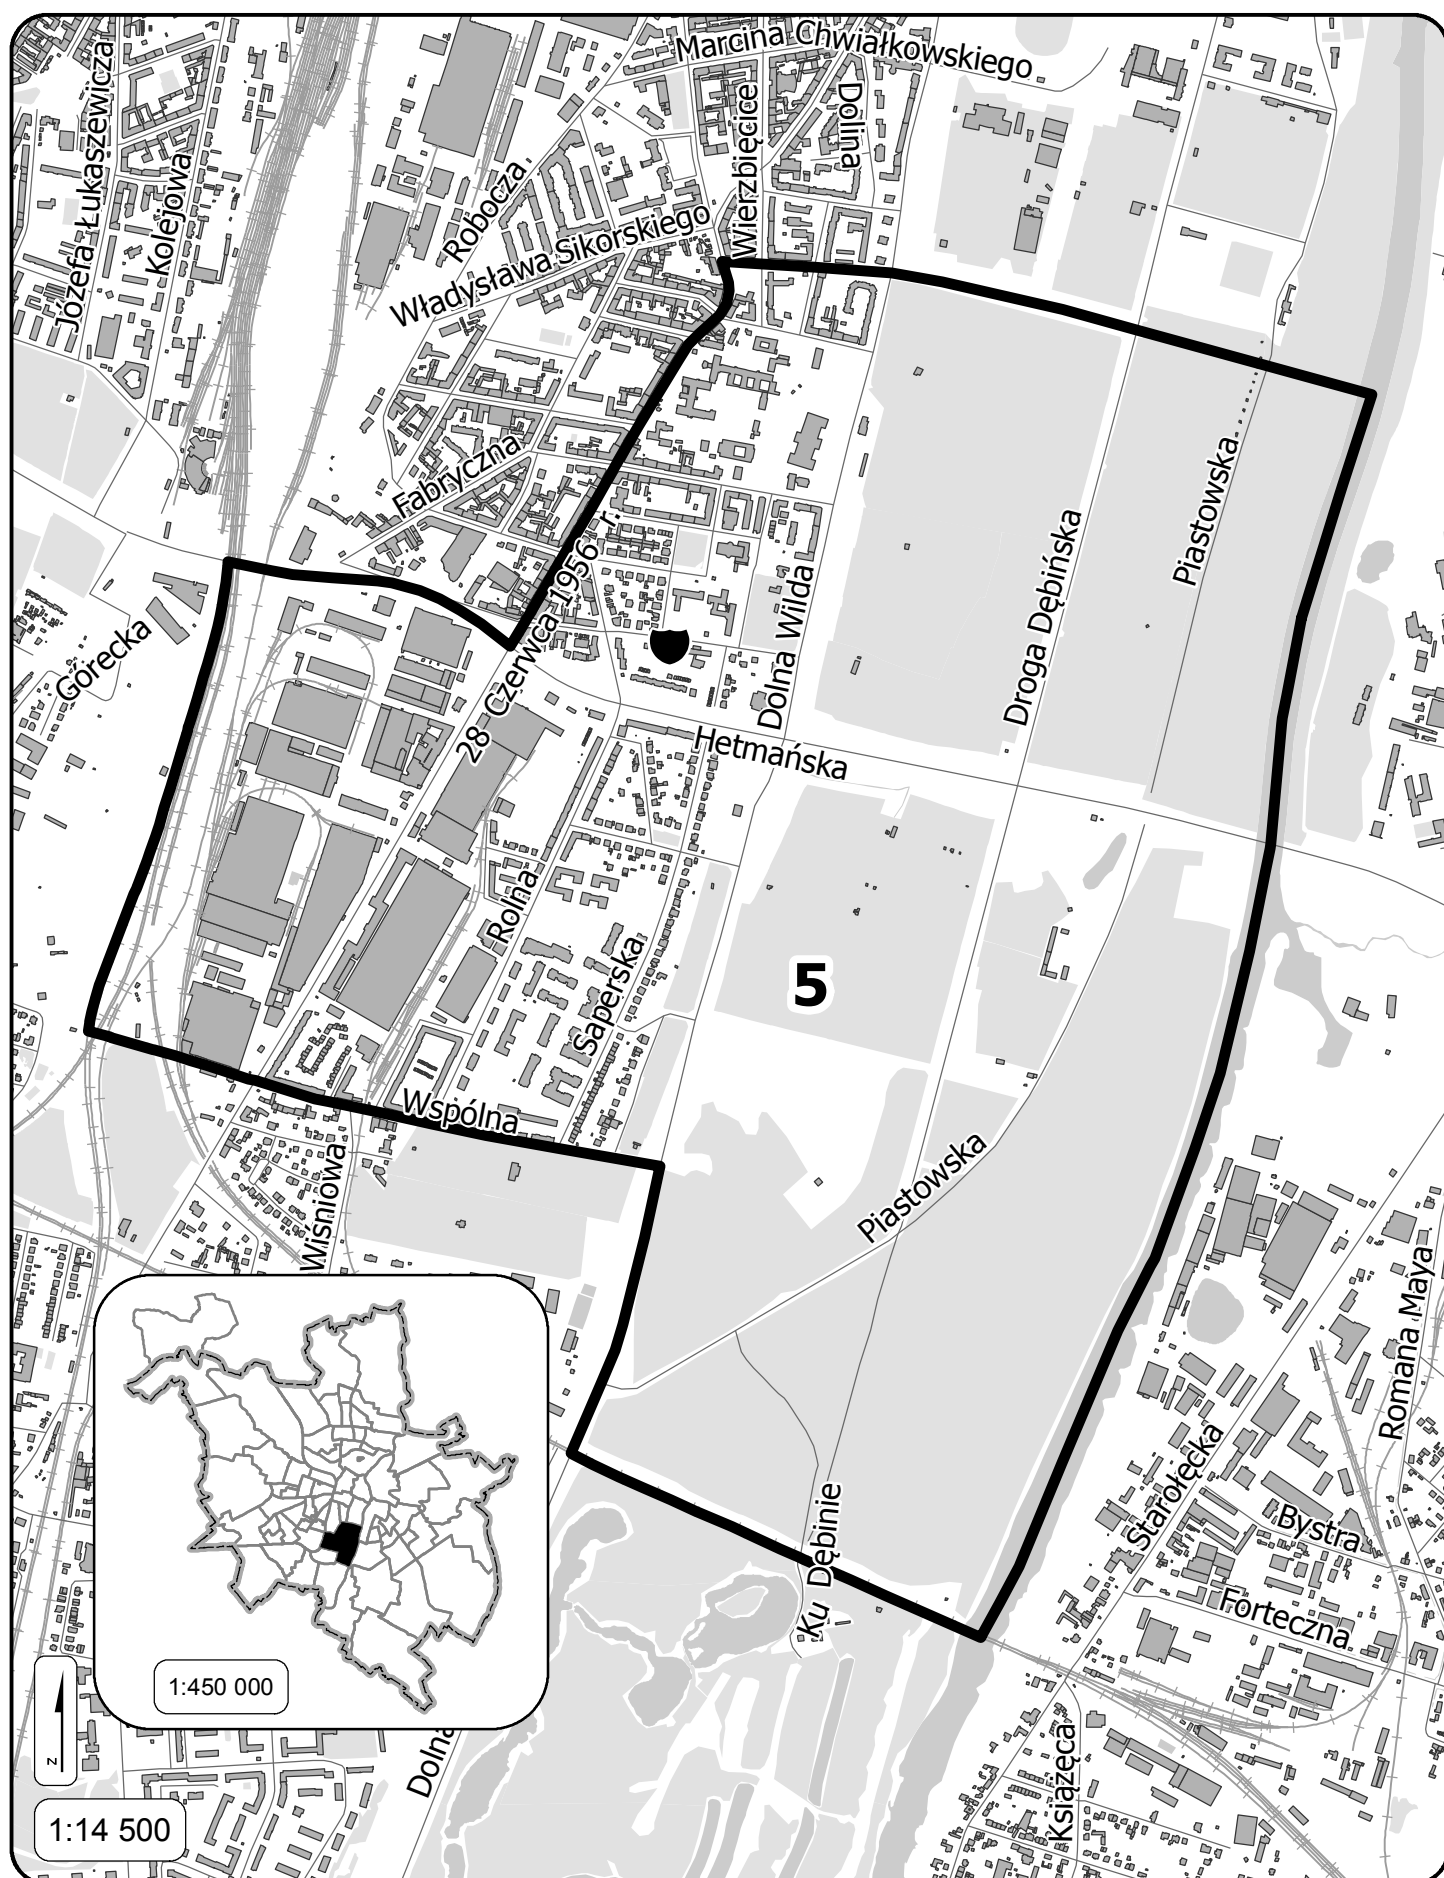 Marcina Chwiałkowskiego
Józefa Łukaszewicza
Kolejowa
Robocza
Wierzbięcice
Dolina
Władysława Sikorskiego
Fabryczna
Piastowska
Droga Dębińska
28 Czerwca 1956 r.
Dolna Wilda
Górecka
Hetmańska
Rolna
Saperska
5
Wspólna
Wiśniowa
Piastowska
Romana Maya
Starołęcka
Bystra
Ku Dębinie
Forteczna
1:450 000
Książęca
Dolna
N
1:14 500